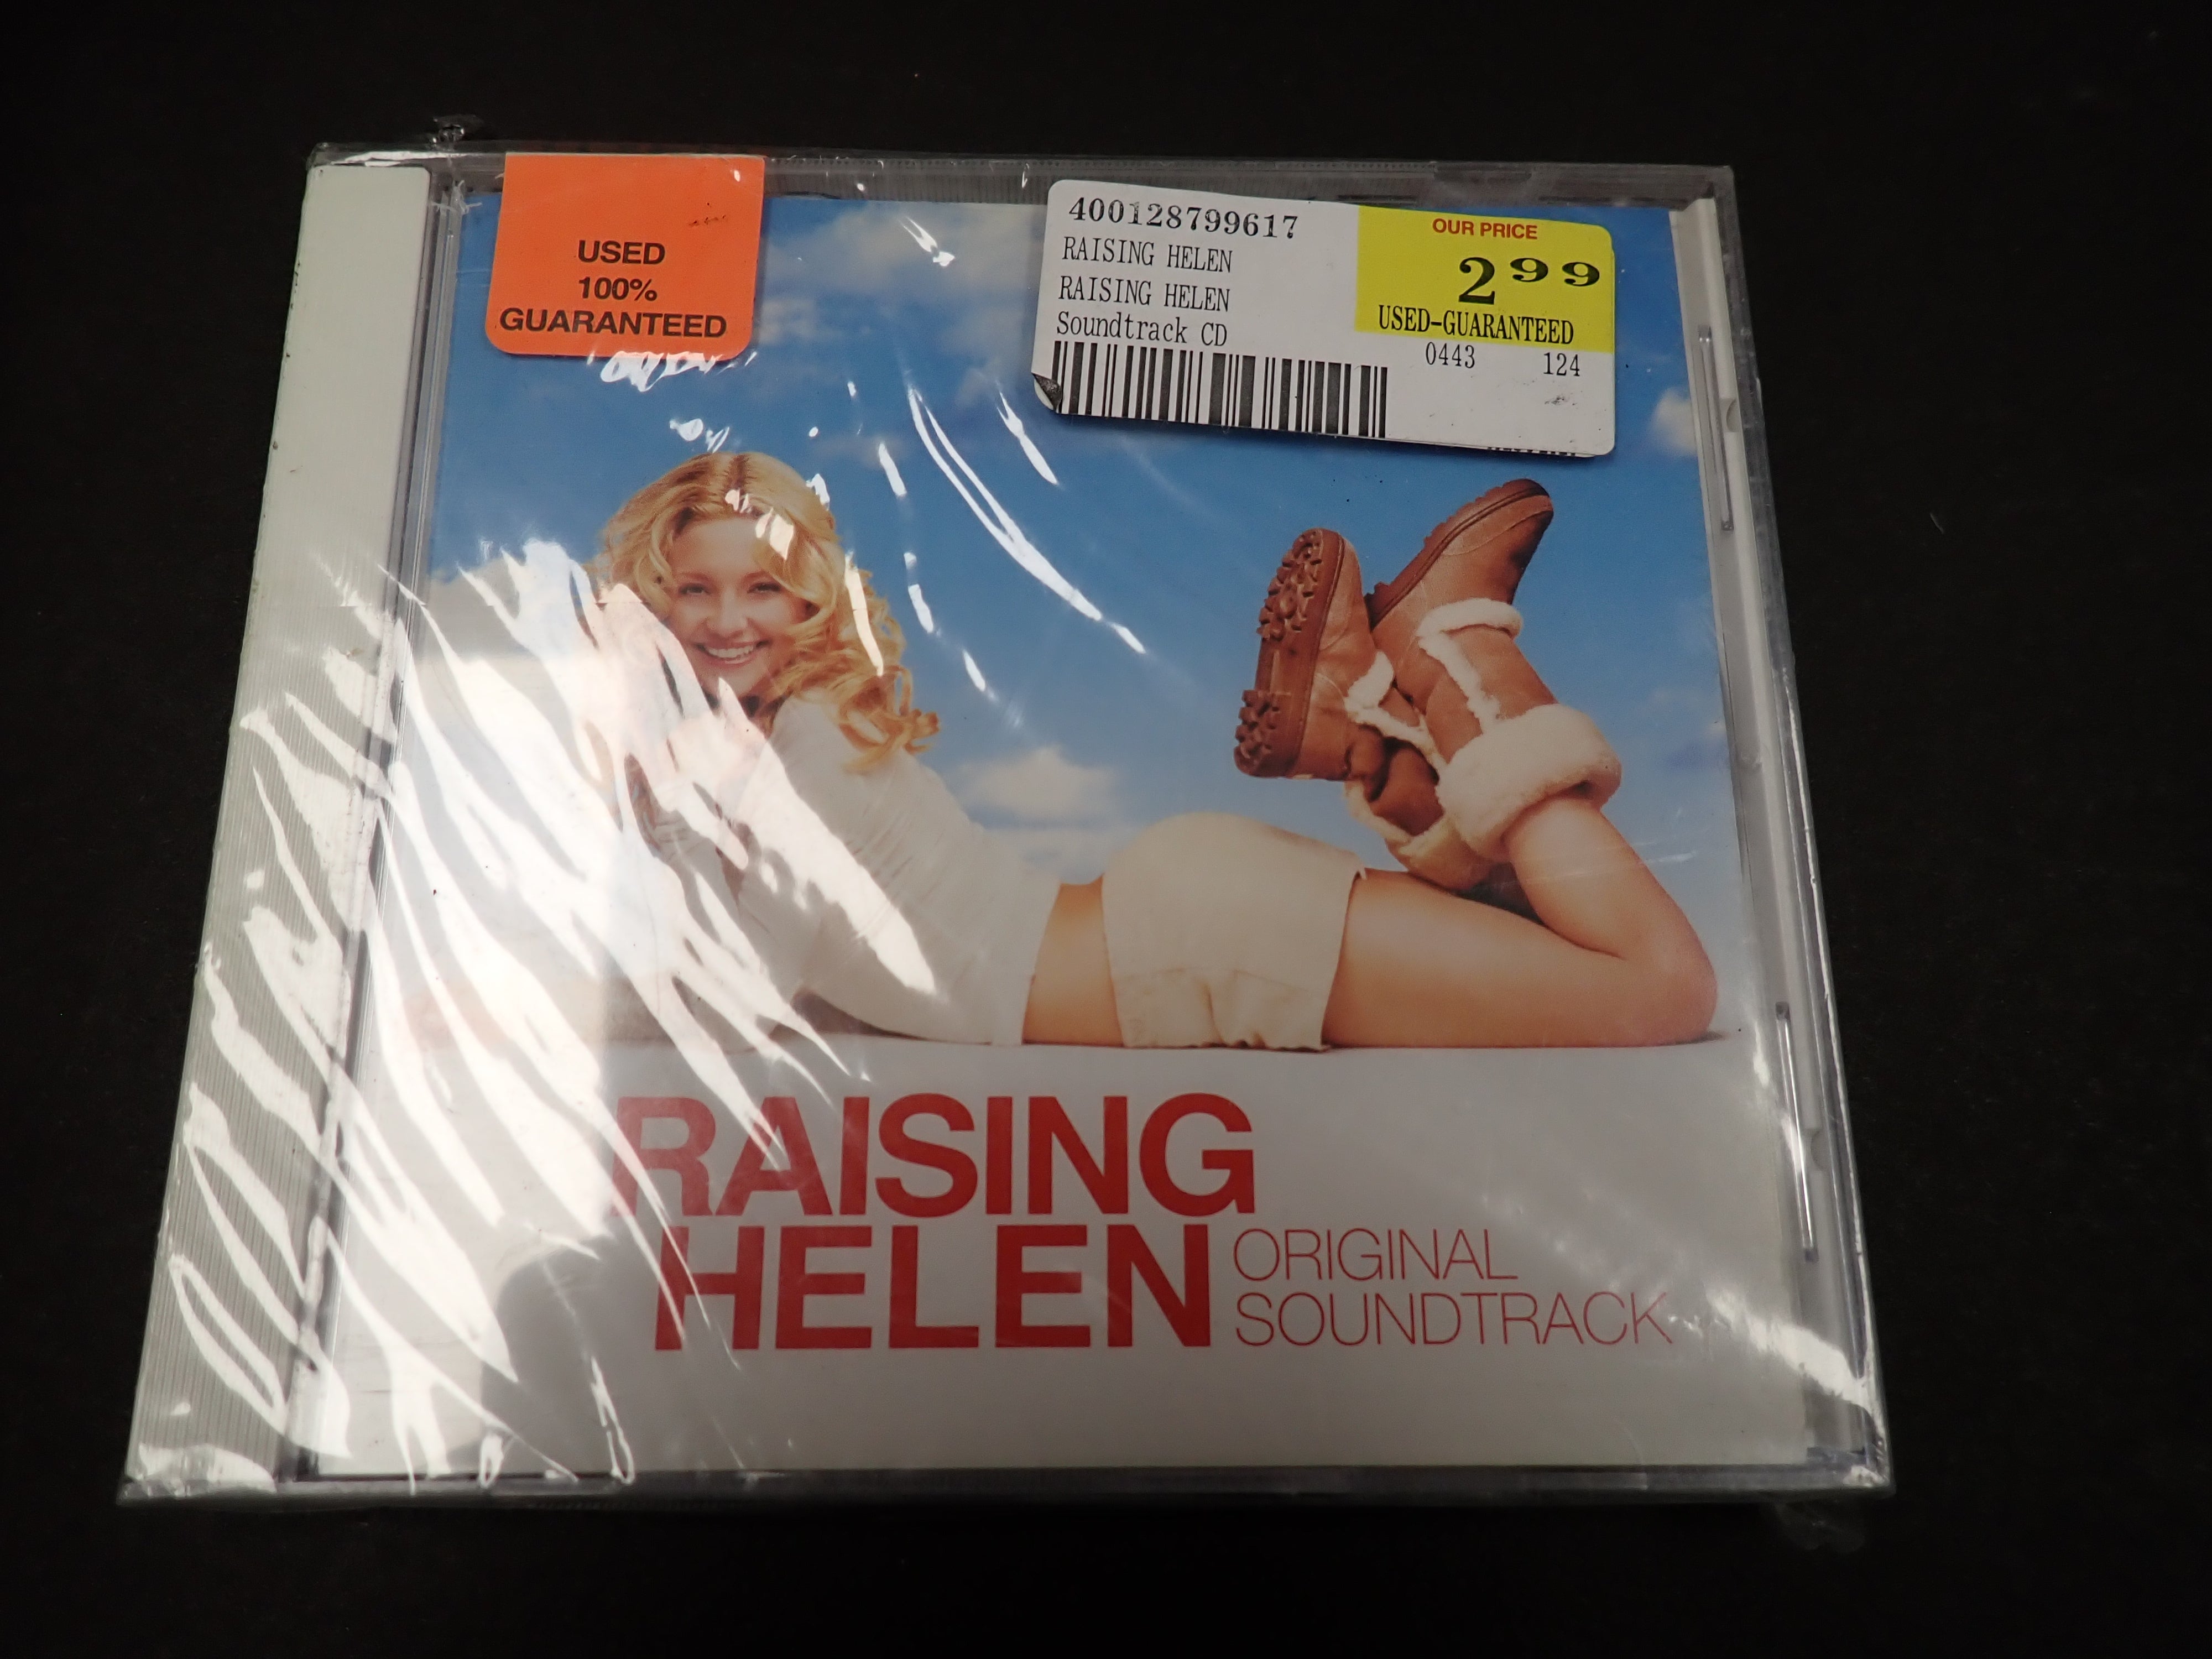 USED
100%
GUARANTEED
400128799617
RAISING HELEN
RAISING HELEN
Soundtrack CD
OUR PRICE
2 99
USED-GUARANTEED
0443 124
RAISING
HELEN
ORIGINAL
SOUNDTRACK